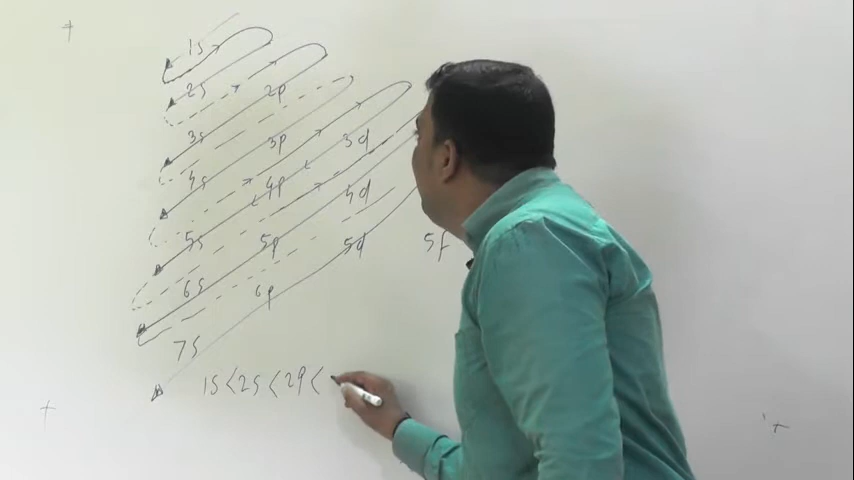 1s
2s 2p
3s 3p 3d
4s 4p 4d
5s 5p 5d 5f
6s 6p
7s
1s < 2s < 2p <